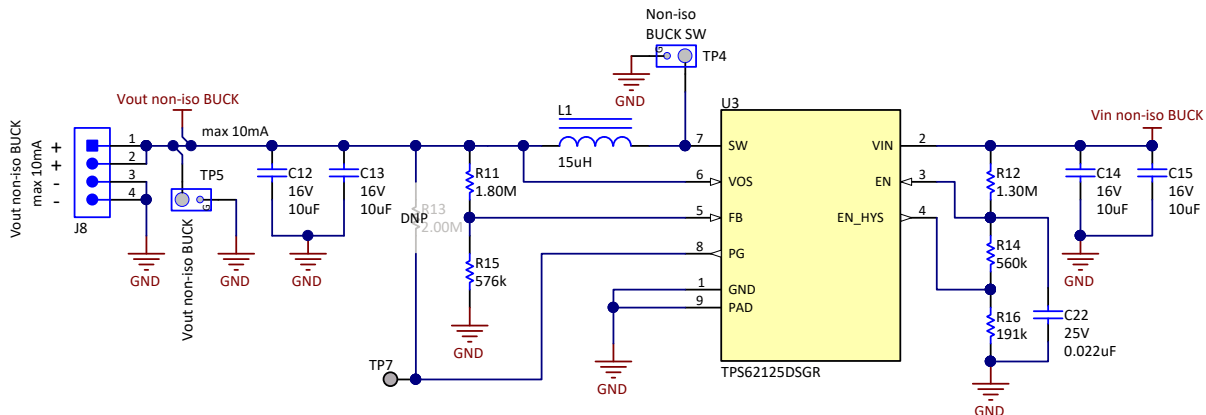 Non-iso
BUCK SW
G
TP4
GND
Vout non-iso BUCK
max 10mA
Vout non-iso BUCK
max 10mA
+
+
-
-
1
2
3
4
J8
GND
TP5
G
Vout non-iso BUCK
GND
C12
16V
10uF
C13
16V
10uF
GND
L1
15uH
R11
1.80M
DNP
R13
2.00M
R15
576k
GND
TP7
GND
U3
7
SW
6
VOS
5
FB
8
PG
1
GND
9
PAD
VIN
2
EN
3
EN_HYS
4
TPS62125DSGR
Vin non-iso BUCK
R12
1.30M
R14
560k
R16
191k
C14
16V
10uF
C15
16V
10uF
GND
C22
25V
0.022uF
GND